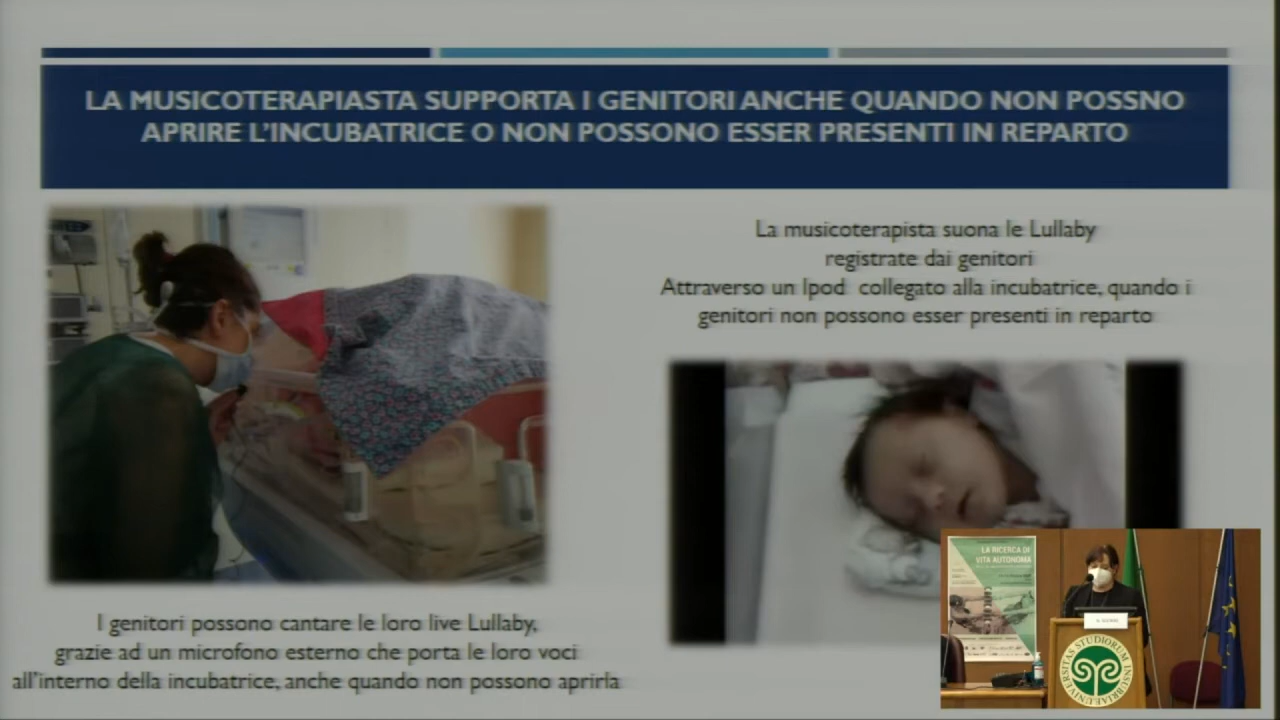 LA MUSICOTERAPIASTA SUPPORTA I GENITORI ANCHE QUANDO NON POSSNO
APRIRE L'INCUBATRICE O NON POSSONO ESSER PRESENTI IN REPARTO
La musicoterapista suona le Lullaby
registrate dai genitori
Attraverso un Ipod collegato alla incubatrice, quando i
genitori non possono esser presenti in reparto
I genitori possono cantare le loro live Lullaby,
grazie ad un microfono esterno che porta le loro voci
all'interno della incubatrice, anche quando non possono aprirla
LA RICERCA DI
VITA AUTONOMA
UNIVERSITAS STUDIORUM INSUBRIAE